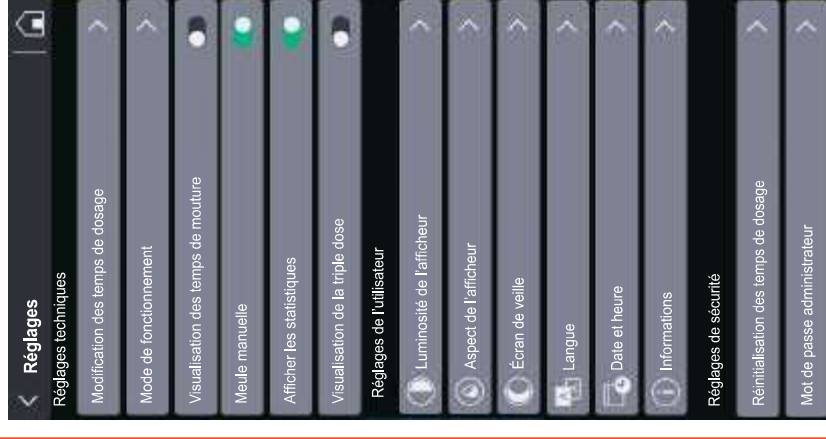 Réglages
Réglages techniques
Modification des temps de dosage
Mode de fonctionnement
Visualisation des temps de mouture
Meule manuelle
Afficher les statistiques
Visualisation de la triple dose
Réglages de l'utilisateur
Luminosité de l'afficheur
Aspect de l'afficheur
Écran de veille
Langue
Date et heure
Informations
Réglages de sécurité
Réinitialisation des temps de dosage
Mot de passe administrateur